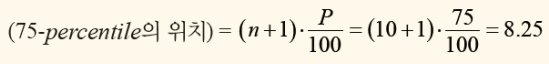 (75-percentile의 위치) = (n+1)·P/100 = (10+1)·75/100 = 8.25